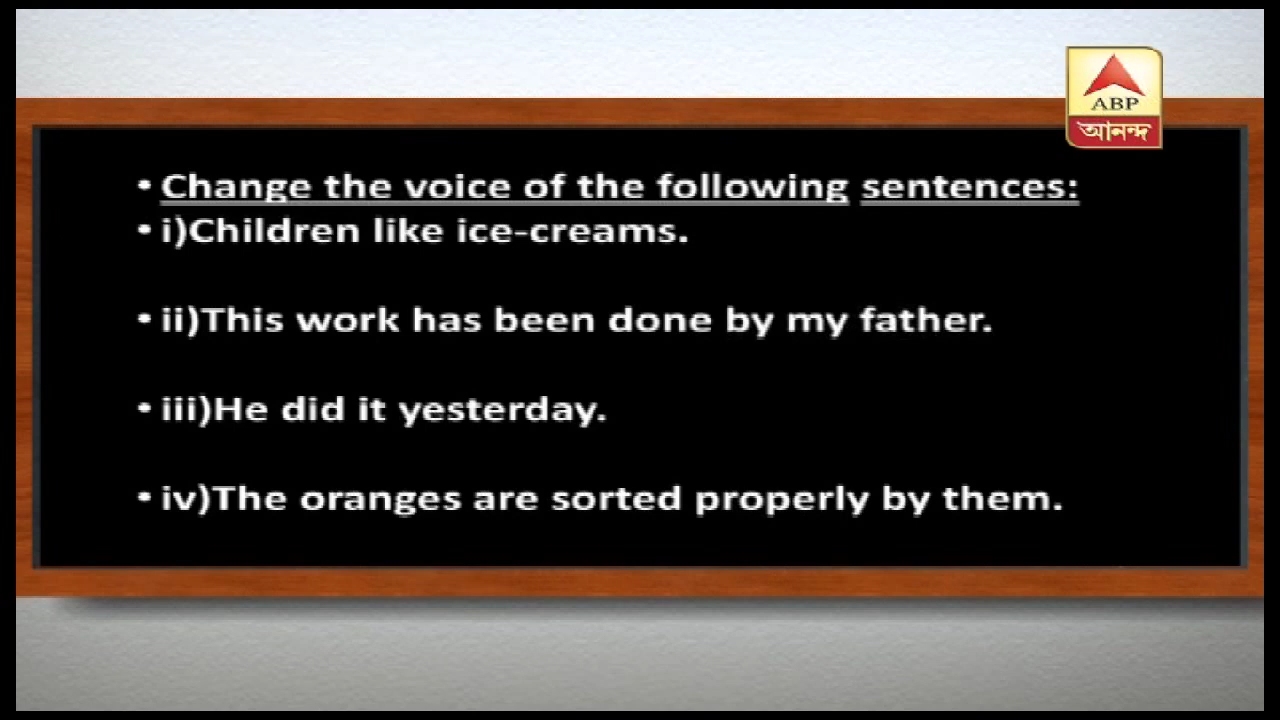 ABP
আনন্দ
• Change the voice of the following sentences:
• i)Children like ice-creams.
• ii)This work has been done by my father.
• iii)He did it yesterday.
• iv)The oranges are sorted properly by them.